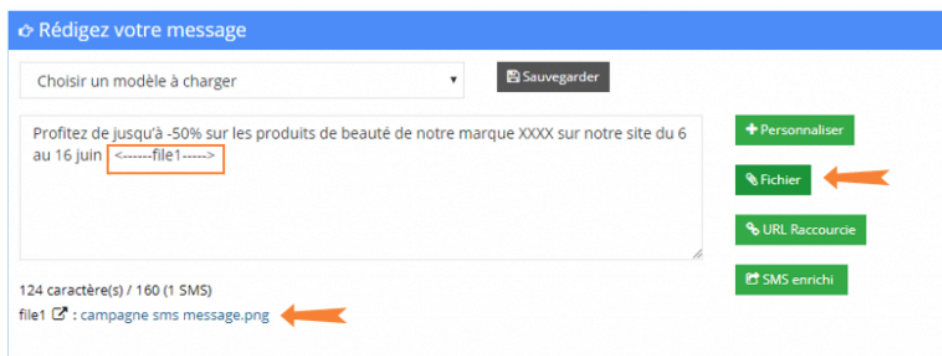 Rédigez votre message
Choisir un modèle à charger
Sauvegarder
Profitez de jusqu'à -50% sur les produits de beauté de notre marque XXXX sur notre site du 6
au 16 juin <------file1----->
+ Personnaliser
Fichier
URL Raccourcie
SMS enrichi
124 caractère(s) / 160 (1 SMS)
file1 : campagne sms message.png